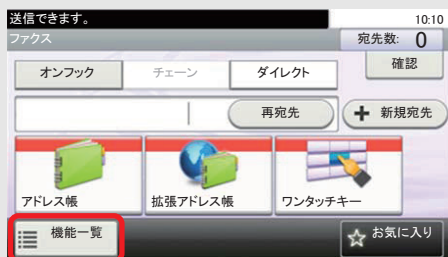 送信できます。 10:10
ファクス 宛先数: 0
オンフック チェーン ダイレクト 確認
再宛先 + 新規宛先
アドレス帳 拡張アドレス帳 ワンタッチキー
機能一覧 お気に入り